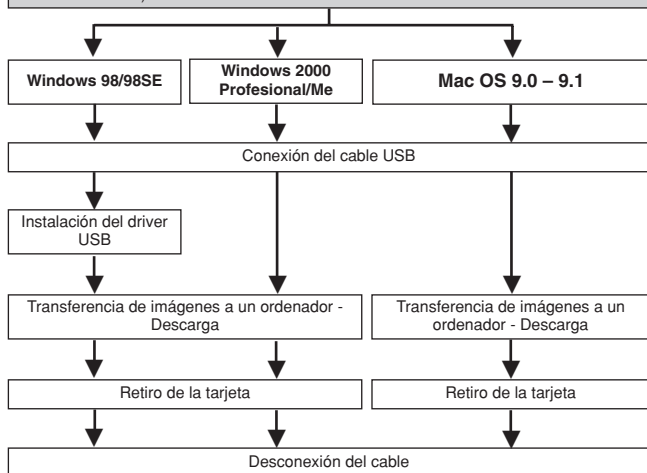 Windows 98/98SE
Windows 2000
Profesional/Me
Mac OS 9.0 – 9.1
Conexión del cable USB
Instalación del driver
USB
Transferencia de imágenes a un ordenador -
Descarga
Transferencia de imágenes a un
ordenador - Descarga
Retiro de la tarjeta
Retiro de la tarjeta
Desconexión del cable